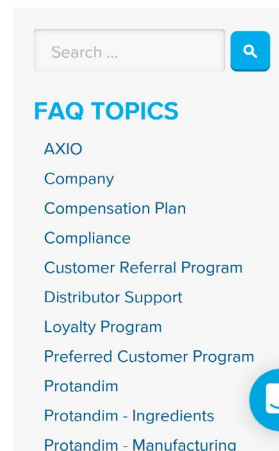 Search ...
FAQ TOPICS
AXIO
Company
Compensation Plan
Compliance
Customer Referral Program
Distributor Support
Loyalty Program
Preferred Customer Program
Protandim
Protandim - Ingredients
Protandim - Manufacturing